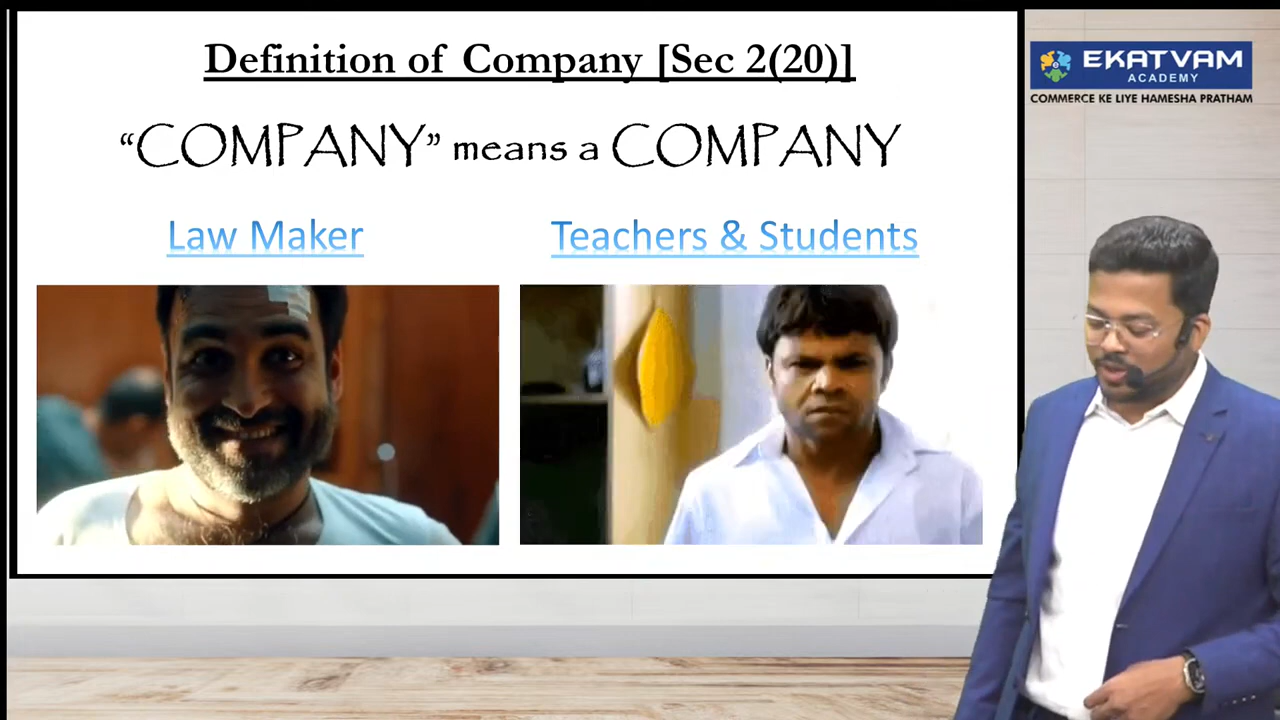 Definition of Company [Sec 2(20)]
“COMPANY” means a COMPANY
Law Maker
Teachers & Students
EKATVAM
ACADEMY
COMMERCE KE LIYE HAMESHA PRATHAM